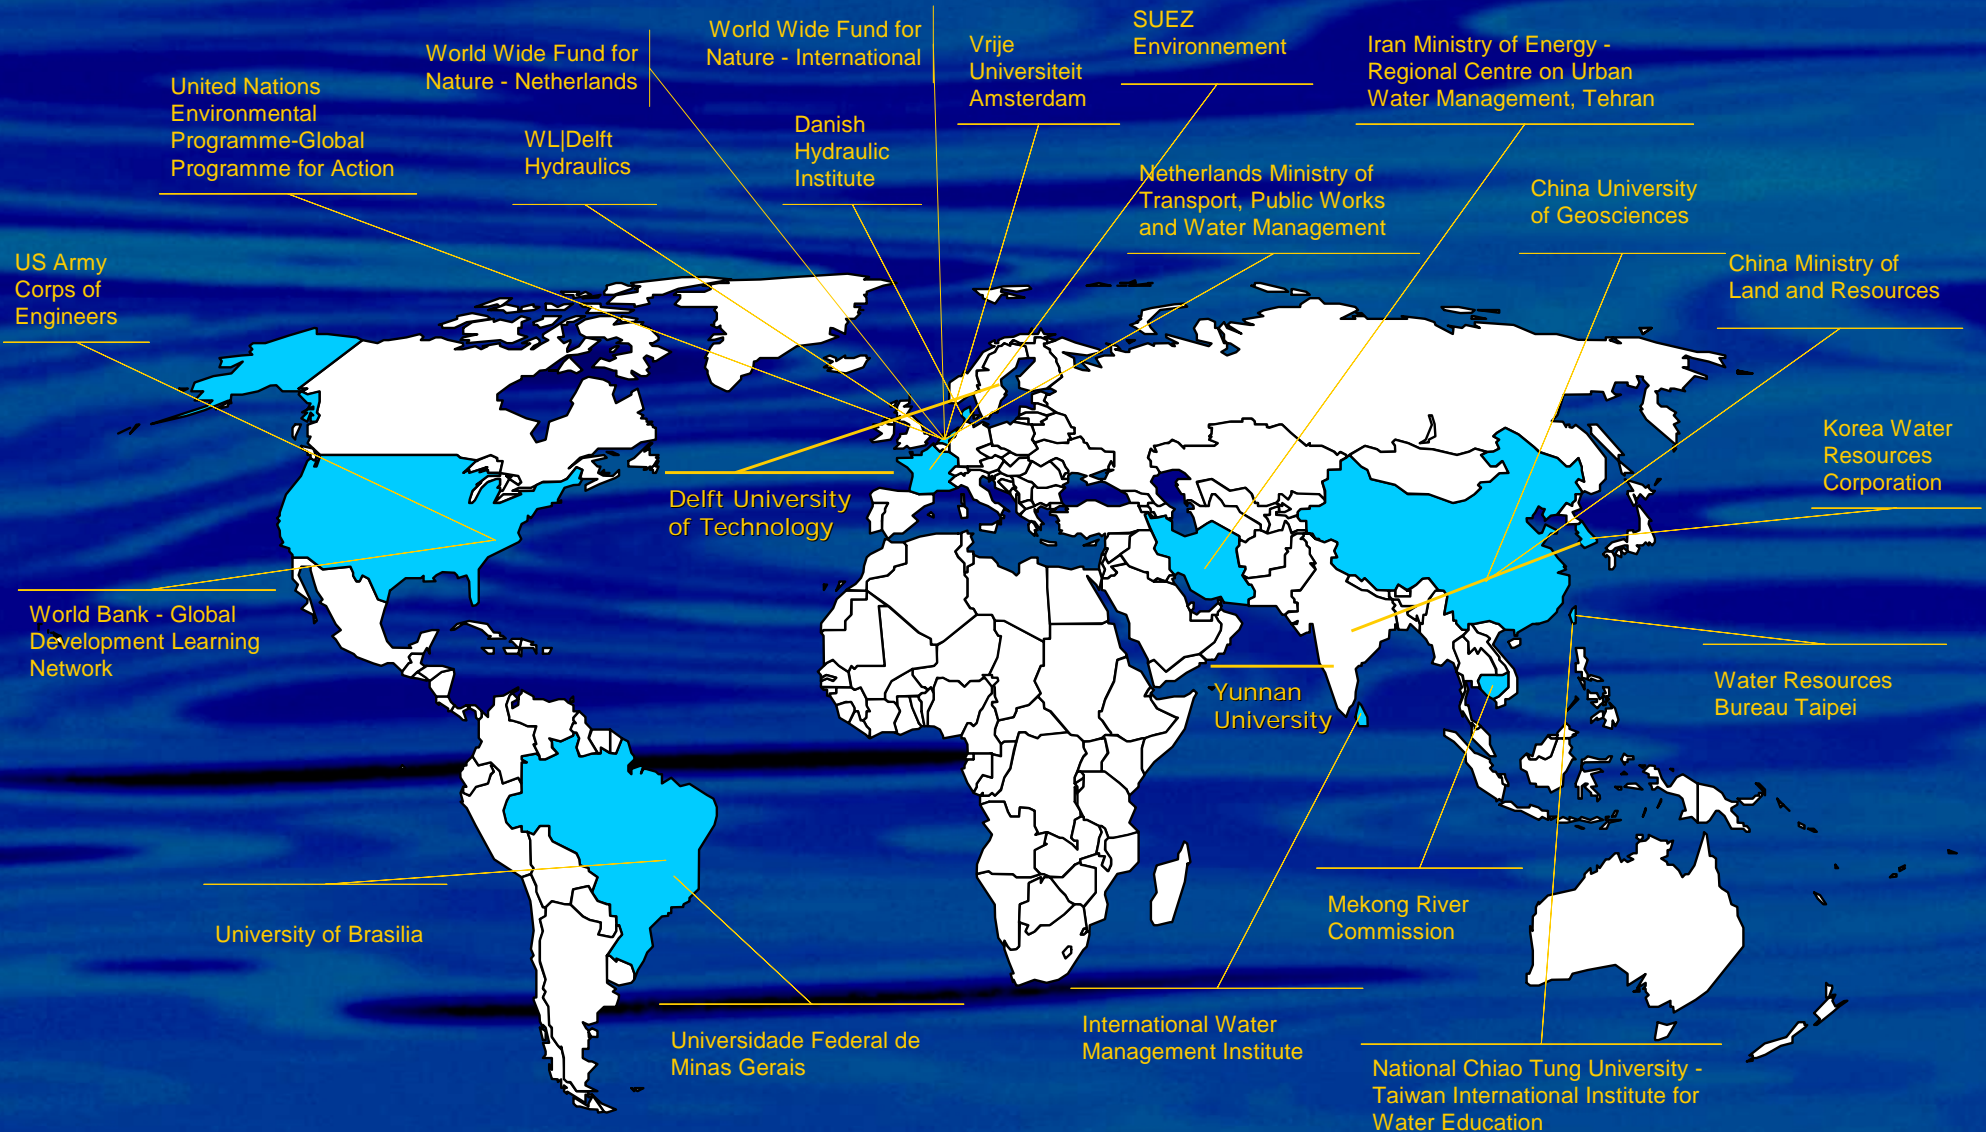 World Wide Fund for
Nature - International
SUEZ
Environnement
Vrije
Universiteit
Amsterdam
Iran Ministry of Energy -
Regional Centre on Urban
Water Management, Tehran
World Wide Fund for
Nature - Netherlands
United Nations
Environmental
Programme-Global
Programme for Action
WL|Delft
Hydraulics
Danish
Hydraulic
Institute
Netherlands Ministry of
Transport, Public Works
and Water Management
China University
of Geosciences
US Army
Corps of
Engineers
China Ministry of
Land and Resources
Korea Water
Resources
Corporation
Delft University
of Technology
World Bank - Global
Development Learning
Network
Yunnan
University
Water Resources
Bureau Taipei
University of Brasilia
Mekong River
Commission
Universidade Federal de
Minas Gerais
International Water
Management Institute
National Chiao Tung University -
Taiwan International Institute for
Water Education